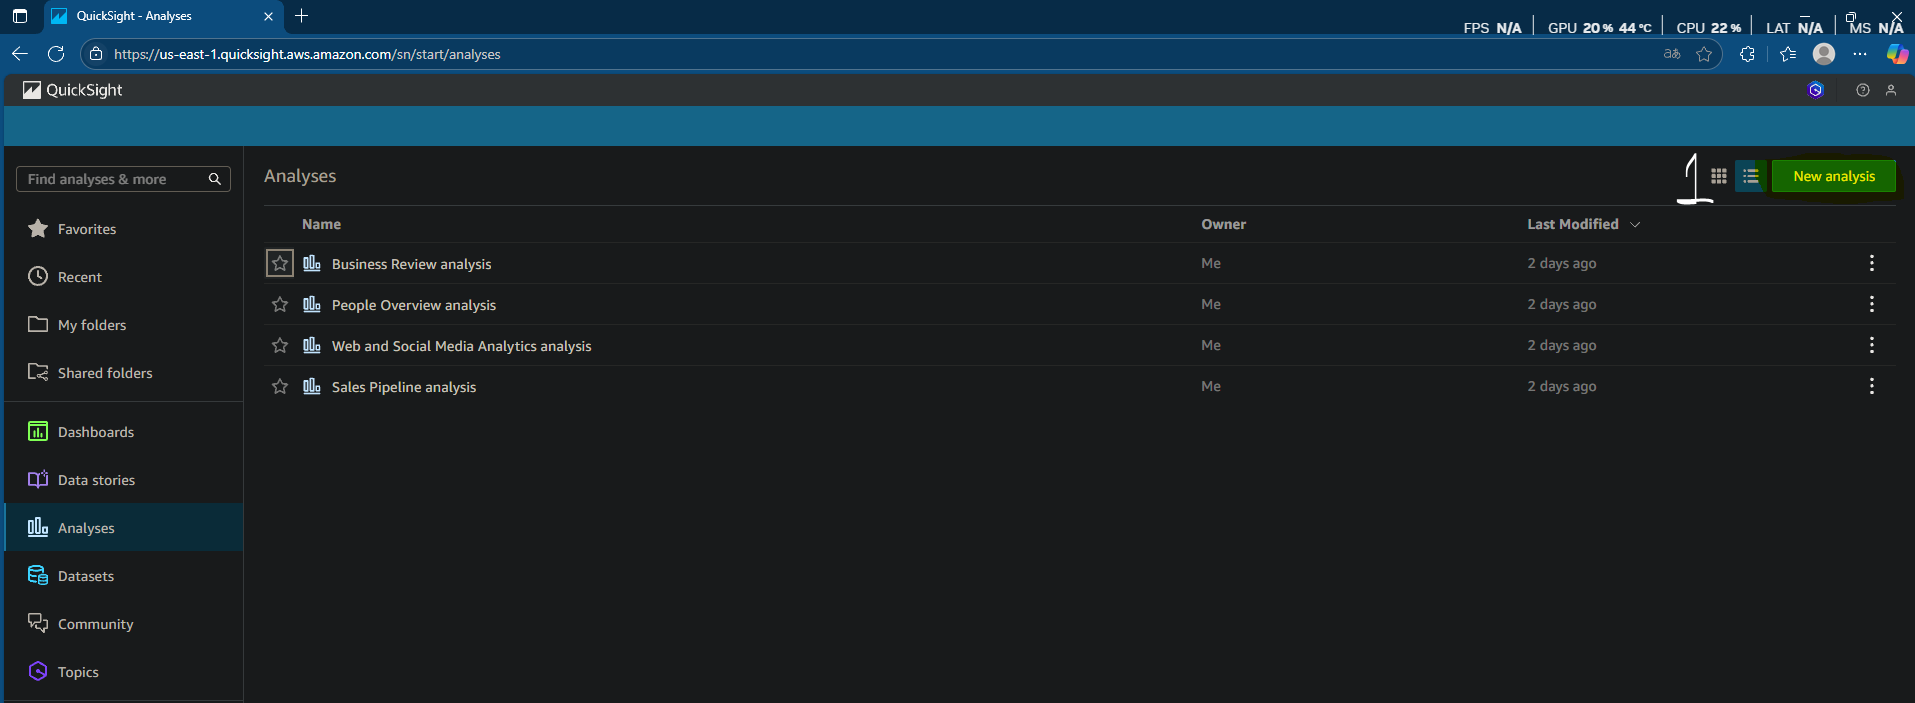 QuickSight - Analyses
FPS N/A GPU 20 % 44 °C CPU 22 % LAT N/A MS N/A
https://us-east-1.quicksight.aws.amazon.com/sn/start/analyses
aあ
QuickSight
Find analyses & more
Favorites
Recent
My folders
Shared folders
Dashboards
Data stories
Analyses
Datasets
Community
Topics
Analyses
1
New analysis
Name Owner Last Modified
Business Review analysis Me 2 days ago
People Overview analysis Me 2 days ago
Web and Social Media Analytics analysis Me 2 days ago
Sales Pipeline analysis Me 2 days ago